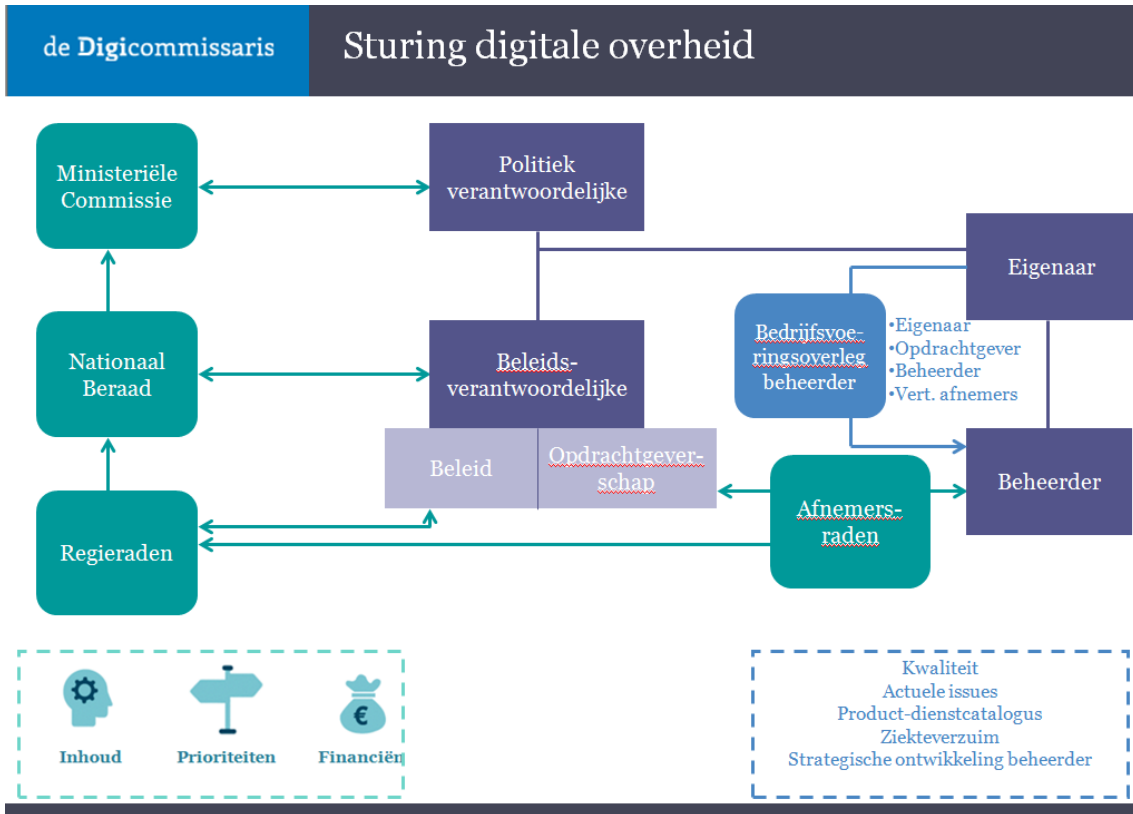 de Digicommissaris
Sturing digitale overheid
Ministeriële
Commissie
Politiek
verantwoordelijke
Eigenaar
Nationaal
Beraad
Beleids-
verantwoordelijke
Bedrijfsvoe-
ringsoverleg
beheerder
•Eigenaar
•Opdrachtgever
•Beheerder
•Vert. afnemers
Beleid
Opdrachtgever-
schap
Beheerder
Regieraden
Afnemers-
raden
Inhoud
Prioriteiten
€
Financiën
Kwaliteit
Actuele issues
Product-dienstcatalogus
Ziekteverzuim
Strategische ontwikkeling beheerder